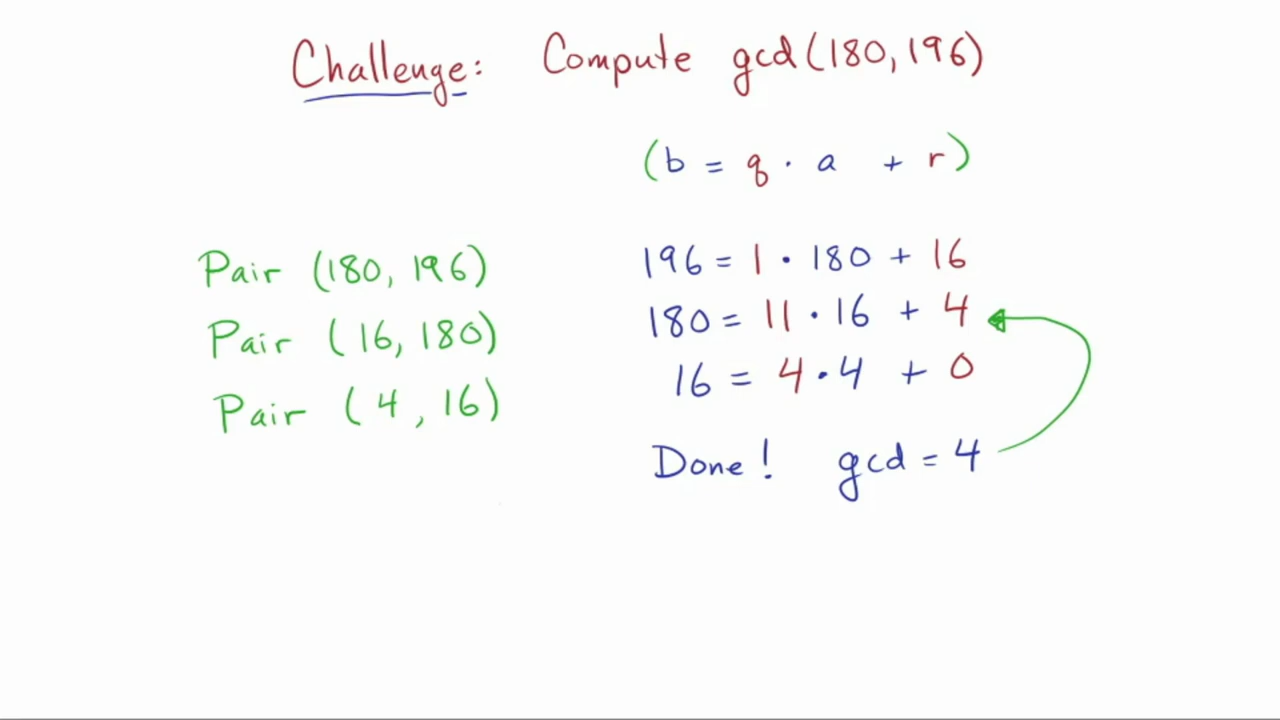 Challenge: Compute gcd(180, 196)
(b = q · a + r)
Pair (180, 196) 196 = 1 · 180 + 16
Pair (16, 180) 180 = 11 · 16 + 4
Pair (4, 16) 16 = 4 · 4 + 0
Done! gcd = 4